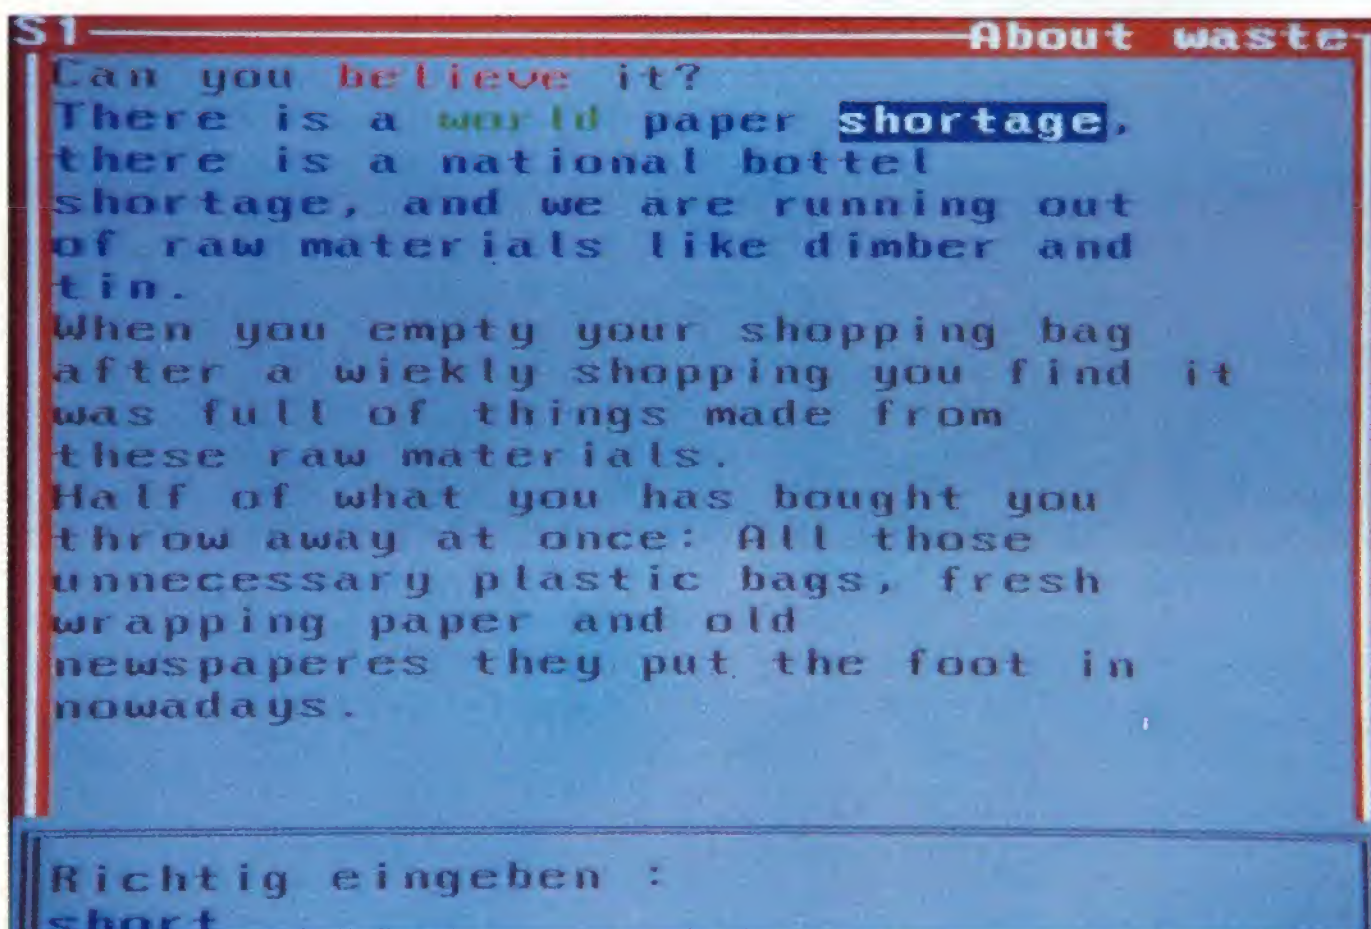 S1 About waste
Can you believe it?
There is a world paper shortage,
there is a national bottel
shortage, and we are running out
of raw materials like dimber and
tin.
When you empty your shopping bag
after a wiekly shopping you find it
was full of things made from
these raw materials.
Half of what you has bought you
throw away at once: All those
unnecessary plastic bags, fresh
wrapping paper and old
newspaperes they put the foot in
nowadays.
Richtig eingeben :
short